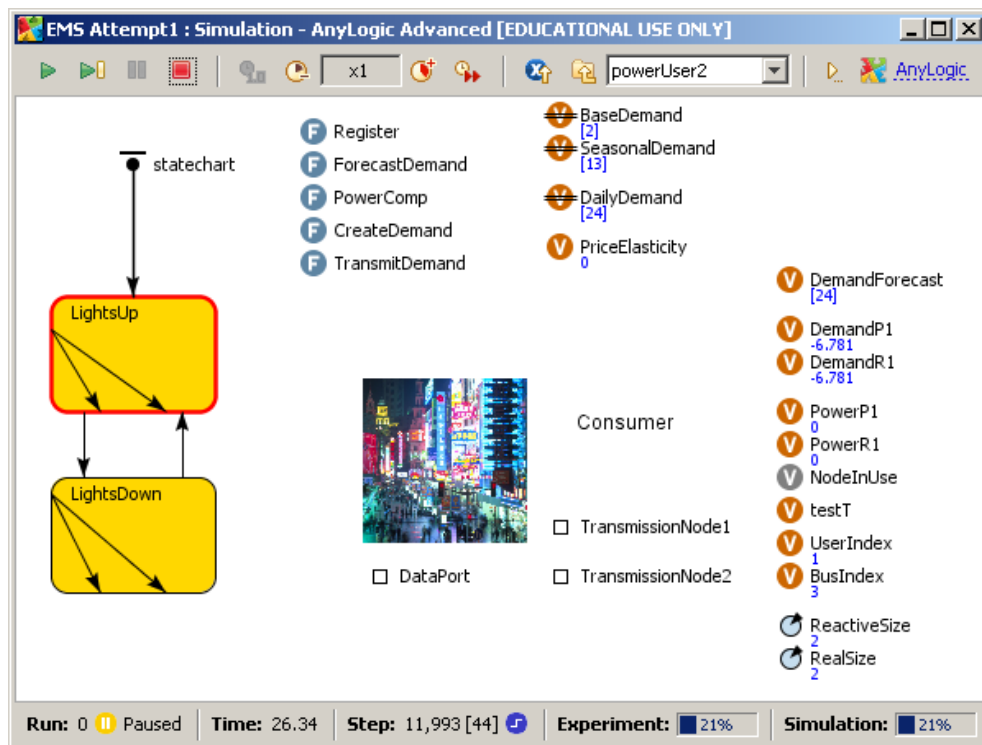 EMS Attempt1 : Simulation - AnyLogic Advanced [EDUCATIONAL USE ONLY]
x1
powerUser2
AnyLogic
statechart
LightsUp
LightsDown
F Register
F ForecastDemand
F PowerComp
F CreateDemand
F TransmitDemand
V BaseDemand
[2]
V SeasonalDemand
[13]
V DailyDemand
[24]
V PriceElasticity
0
Consumer
DataPort
TransmissionNode1
TransmissionNode2
V DemandForecast
[24]
V DemandP1
-6.781
V DemandR1
-6.781
V PowerP1
0
V PowerR1
0
V NodeInUse
V testT
V UserIndex
1
V BusIndex
3
ReactiveSize
2
RealSize
2
Run: 0 Paused Time: 26.34 Step: 11,993 [44] Experiment: 21% Simulation: 21%